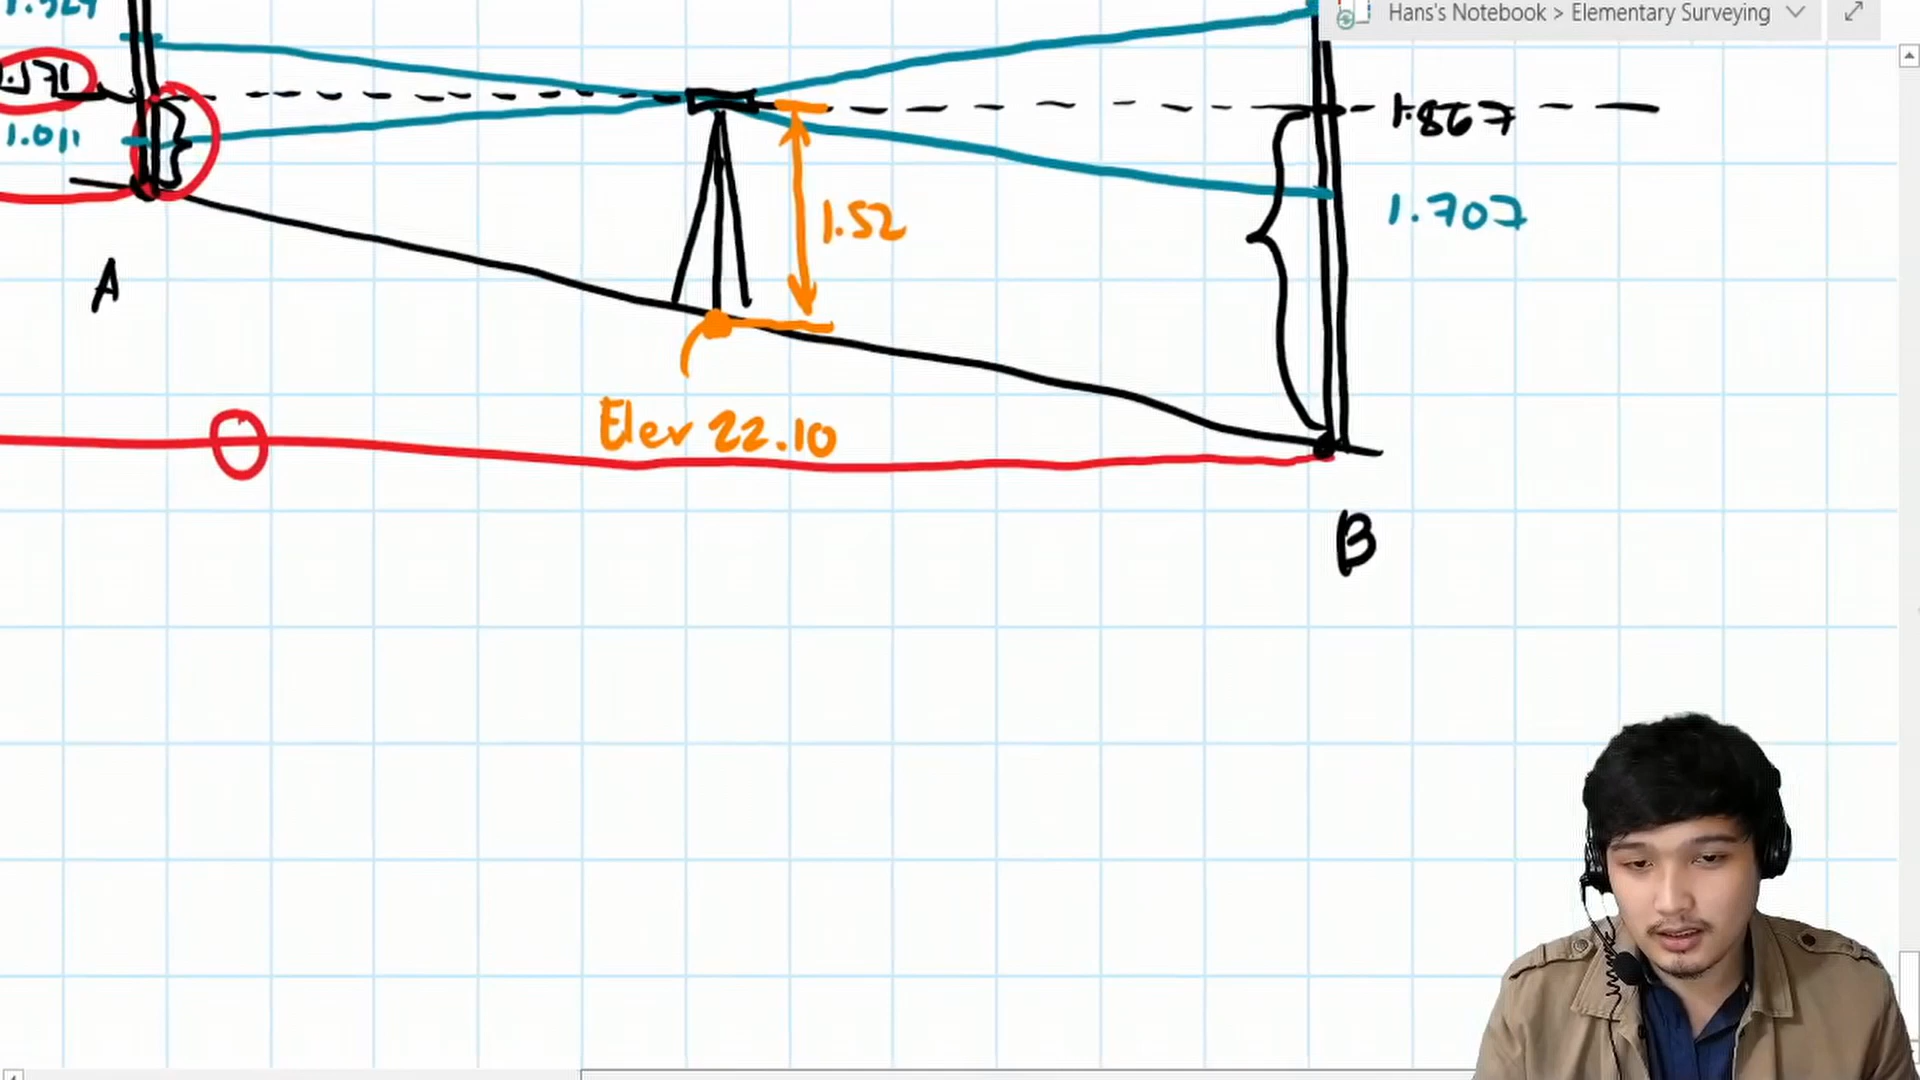 Hans's Notebook > Elementary Surveying
1.867
1.011
1.707
1.52
A
Elev 22.10
B